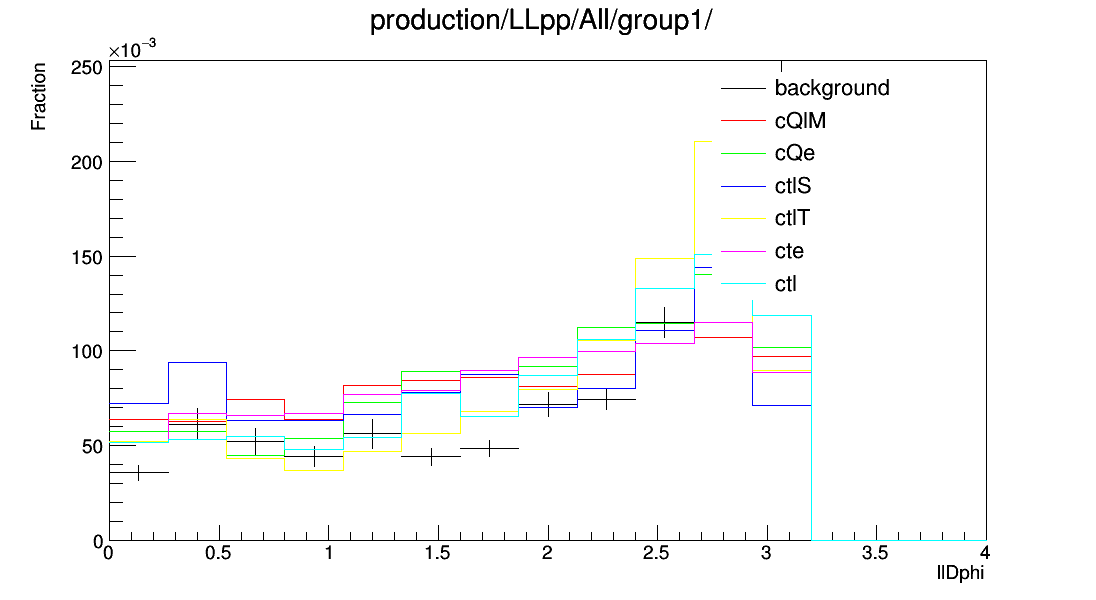 production/LLpp/All/group1/
×10⁻³
Fraction
250
200
150
100
50
0
background
cQlM
cQe
ctlS
ctlT
cte
ctl
0 0.5 1 1.5 2 2.5 3 3.5 4
llDphi